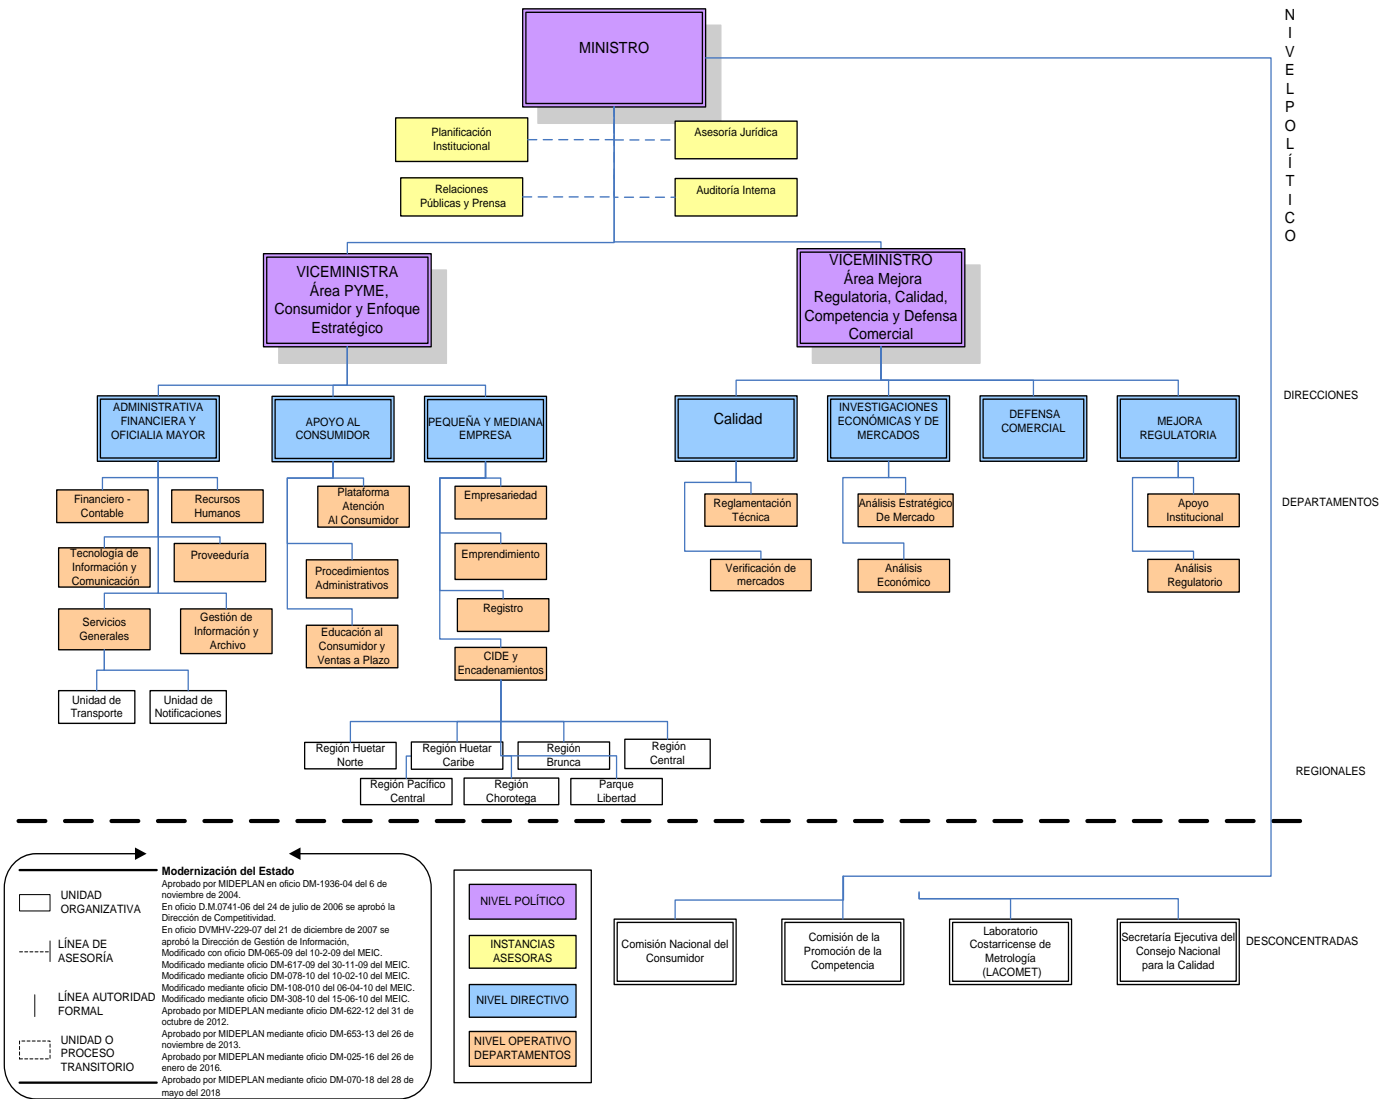 MINISTRO
NIVEL POLÍTICO
Planificación
Institucional
Asesoría Jurídica
Relaciones
Públicas y Prensa
Auditoría Interna
VICEMINISTRA
Área PYME,
Consumidor y Enfoque
Estratégico
VICEMINISTRO
Área Mejora
Regulatoria, Calidad,
Competencia y Defensa
Comercial
DIRECCIONES
ADMINISTRATIVA
FINANCIERA Y
OFICIALIA MAYOR
APOYO AL
CONSUMIDOR
PEQUEÑA Y MEDIANA
EMPRESA
Calidad
INVESTIGACIONES
ECONÓMICAS Y DE
MERCADOS
DEFENSA
COMERCIAL
MEJORA
REGULATORIA
DEPARTAMENTOS
Financiero -
Contable
Recursos
Humanos
Tecnología de
Información y
Comunicación
Proveeduría
Servicios
Generales
Gestión de
Información y
Archivo
Unidad de
Transporte
Unidad de
Notificaciones
Plataforma
Atención
Al Consumidor
Procedimientos
Administrativos
Educación al
Consumidor y
Ventas a Plazo
Empresariedad
Emprendimiento
Registro
CIDE y
Encadenamientos
Reglamentación
Técnica
Verificación de
mercados
Análisis Estratégico
De Mercado
Análisis
Económico
Apoyo
Institucional
Análisis
Regulatorio
Región Huetar
Norte
Región Huetar
Caribe
Región
Brunca
Región
Central
Región Pacífico
Central
Región
Chorotega
Parque
Libertad
REGIONALES
UNIDAD
ORGANIZATIVA
LÍNEA DE
ASESORÍA
LÍNEA AUTORIDAD
FORMAL
UNIDAD O
PROCESO
TRANSITORIO
Modernización del Estado
Aprobado por MIDEPLAN en oficio DM-1936-04 del 6 de
noviembre de 2004.
En oficio D.M.0741-06 del 24 de julio de 2006 se aprobó la
Dirección de Competitividad.
En oficio DVMHV-229-07 del 21 de diciembre de 2007 se
aprobó la Dirección de Gestión de Información,
Modificado con oficio DM-065-09 del 10-2-09 del MEIC.
Modificado mediante oficio DM-617-09 del 30-11-09 del MEIC.
Modificado mediante oficio DM-078-10 del 10-02-10 del MEIC.
Modificado mediante oficio DM-108-010 del 06-04-10 del MEIC.
Modificado mediante oficio DM-308-10 del 15-06-10 del MEIC.
Aprobado por MIDEPLAN mediante oficio DM-622-12 del 31 de
octubre de 2012.
Aprobado por MIDEPLAN mediante oficio DM-653-13 del 26 de
noviembre de 2013.
Aprobado por MIDEPLAN mediante oficio DM-025-16 del 26 de
enero de 2016.
Aprobado por MIDEPLAN mediante oficio DM-070-18 del 28 de
mayo del 2018
NIVEL POLÍTICO
INSTANCIAS
ASESORAS
NIVEL DIRECTIVO
NIVEL OPERATIVO
DEPARTAMENTOS
Comisión Nacional del
Consumidor
Comisión de la
Promoción de la
Competencia
Laboratorio
Costarricense de
Metrología
(LACOMET)
Secretaría Ejecutiva del
Consejo Nacional
para la Calidad
DESCONCENTRADAS